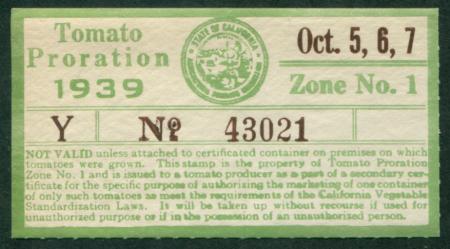 Tomato
Proration
1939
STATE OF CALIFORNIA
Oct. 5, 6, 7
Zone No. 1
Y
No 43021
NOT VALID unless attached to certificated container on premises on which
tomatoes were grown. This stamp is the property of Tomato Proration
Zone No. 1 and is issued to a tomato producer as a part of a secondary cer-
tificate for the specific purpose of authorizing the marketing of one container
of only such tomatoes as meet the requirements of the California Vegetable
Standardization Laws. It will be taken up without recourse if used for
unauthorized purpose or if in the possession of an unauthorized person.